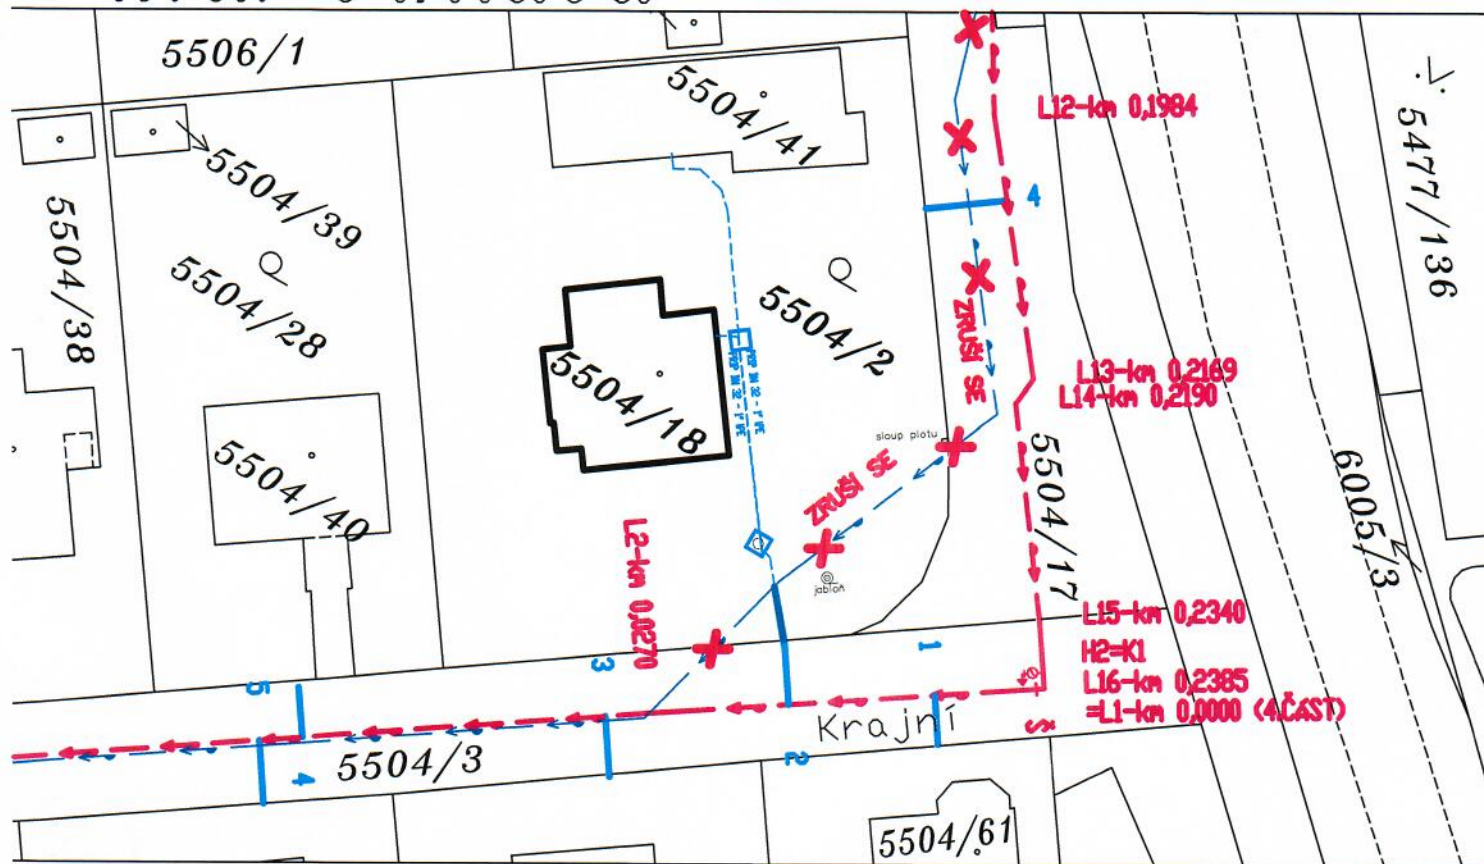 5506/1
5504/41
L12-km 0,1984
5477/136
5504/39
5504/38
4
5504/28
5504/2
ZRUŠÍ SE
5504/18
L13-km 0,2169
L14-km 0,2190
sloup plotu
5504/17
6005/3
5504/40
ZRUŠÍ SE
L2-km 0,0270
jabloň
L15-km 0,2340
H2=K1
L16-km 0,2385
=L1-km 0,0000 (4.ČÁST)
1
3
5
Š
Krajní
2
5504/3
4
5504/61